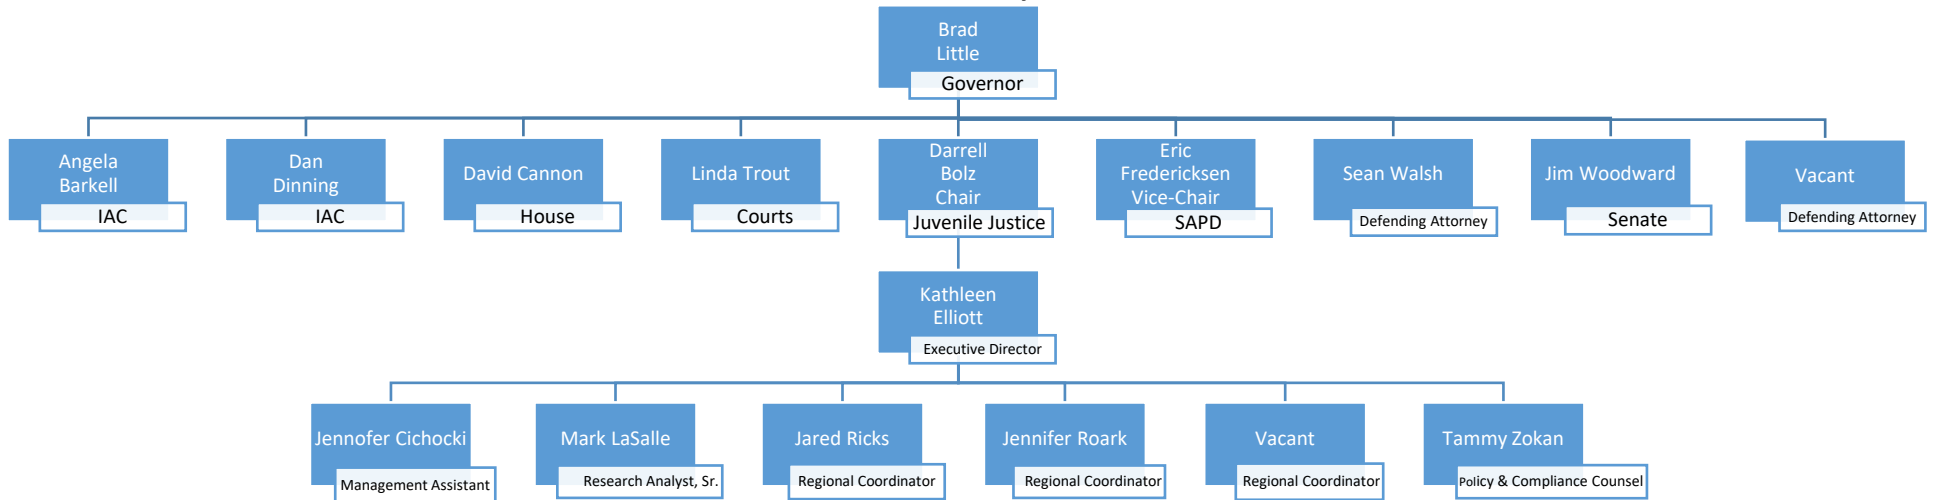 Brad
Little
Governor
Angela
Barkell
IAC
Dan
Dinning
IAC
David Cannon
House
Linda Trout
Courts
Darrell
Bolz
Chair
Juvenile Justice
Eric
Fredericksen
Vice-Chair
SAPD
Sean Walsh
Defending Attorney
Jim Woodward
Senate
Vacant
Defending Attorney
Kathleen
Elliott
Executive Director
Jennofer Cichocki
Management Assistant
Mark LaSalle
Research Analyst, Sr.
Jared Ricks
Regional Coordinator
Jennifer Roark
Regional Coordinator
Vacant
Regional Coordinator
Tammy Zokan
Policy & Compliance Counsel